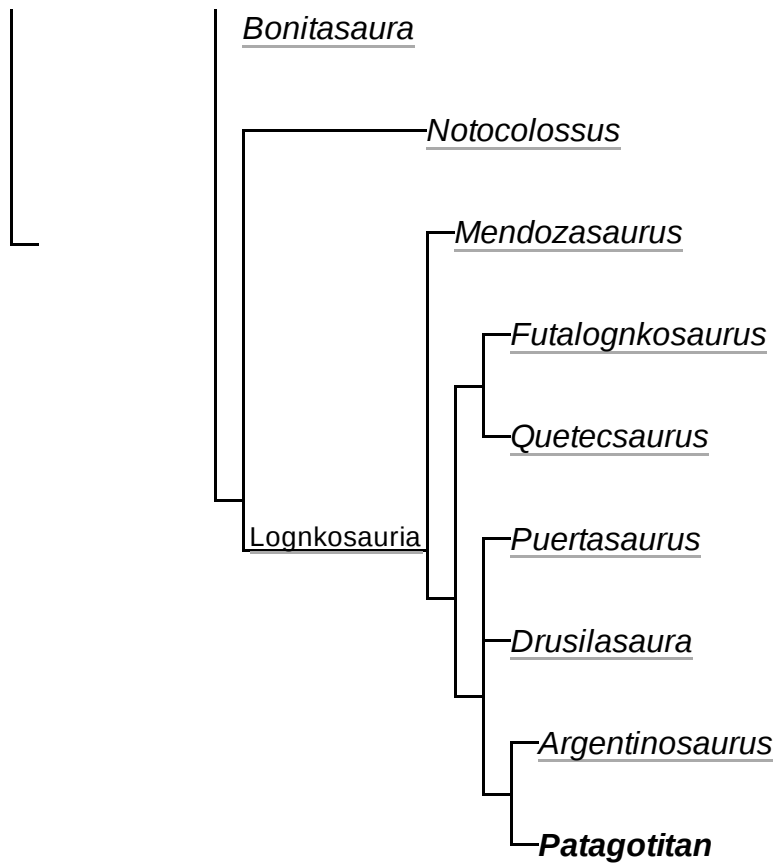 Bonitasaura
Notocolossus
Mendozasaurus
Futalognkosaurus
Quetecsaurus
Lognkosauria
Puertasaurus
Drusilasaura
Argentinosaurus
Patagotitan